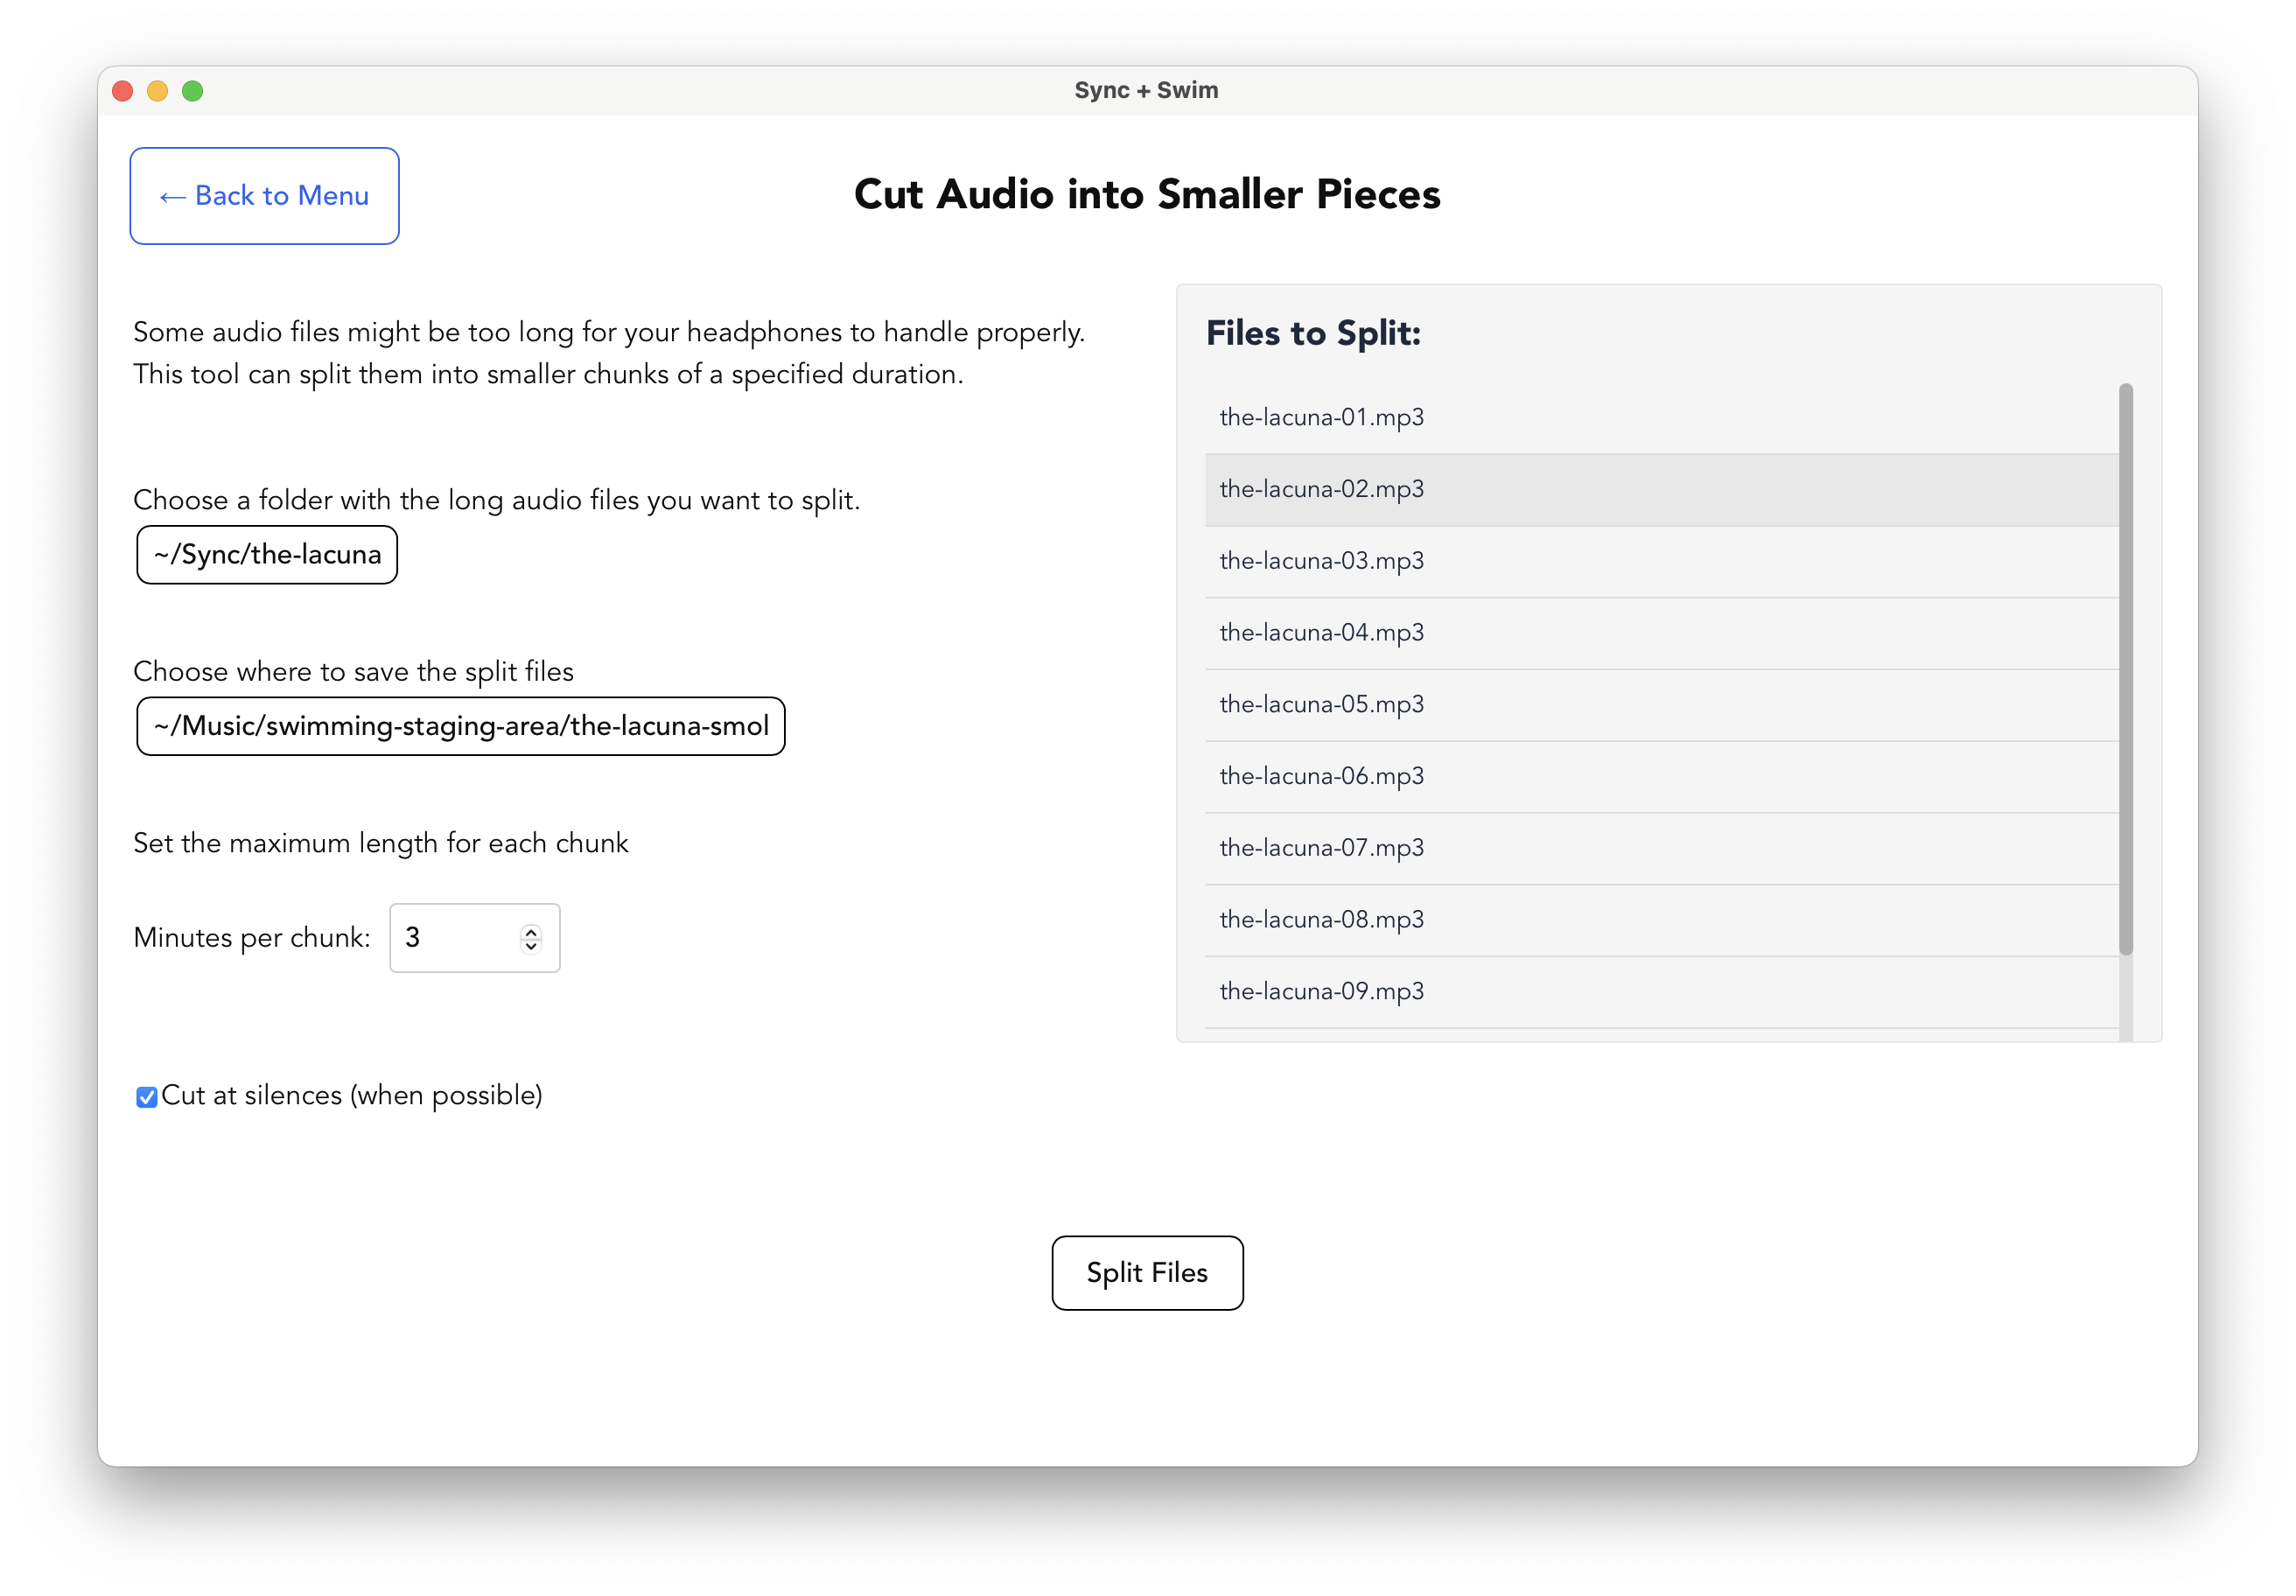 Sync + Swim
← Back to Menu
Cut Audio into Smaller Pieces
Some audio files might be too long for your headphones to handle properly.
This tool can split them into smaller chunks of a specified duration.
Choose a folder with the long audio files you want to split.
~/Sync/the-lacuna
Choose where to save the split files
~/Music/swimming-staging-area/the-lacuna-smol
Set the maximum length for each chunk
Minutes per chunk: 3
Cut at silences (when possible)
Files to Split:
the-lacuna-01.mp3
the-lacuna-02.mp3
the-lacuna-03.mp3
the-lacuna-04.mp3
the-lacuna-05.mp3
the-lacuna-06.mp3
the-lacuna-07.mp3
the-lacuna-08.mp3
the-lacuna-09.mp3
Split Files